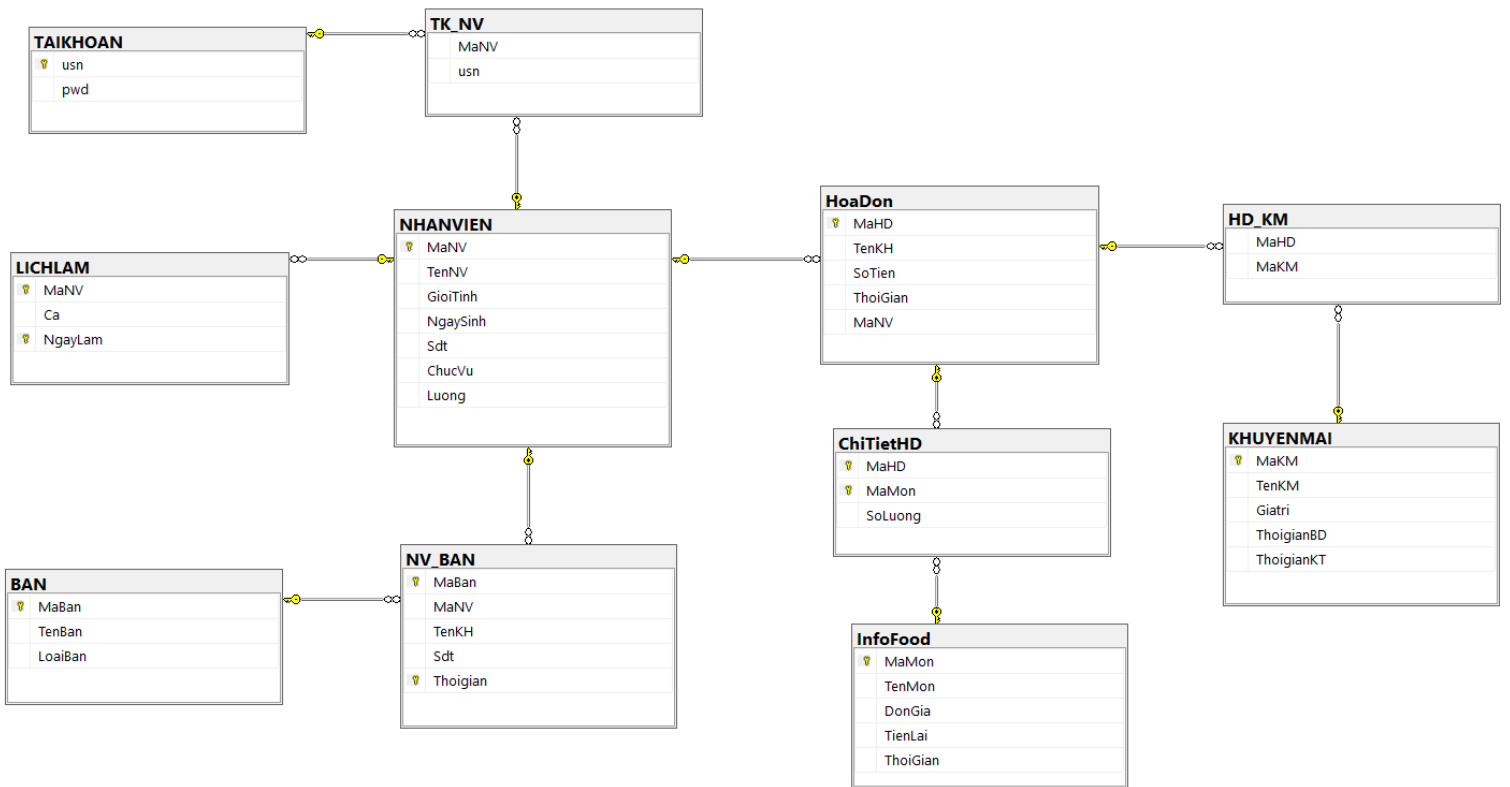 TAIKHOAN
usn
pwd
TK_NV
MaNV
usn
NHANVIEN
MaNV
TenNV
GioiTinh
NgaySinh
Sdt
ChucVu
Luong
LICHLAM
MaNV
Ca
NgayLam
HoaDon
MaHD
TenKH
SoTien
ThoiGian
MaNV
HD_KM
MaHD
MaKM
ChiTietHD
MaHD
MaMon
SoLuong
KHUYENMAI
MaKM
TenKM
Giatri
ThoigianBD
ThoigianKT
BAN
MaBan
TenBan
LoaiBan
NV_BAN
MaBan
MaNV
TenKH
Sdt
Thoigian
InfoFood
MaMon
TenMon
DonGia
TienLai
ThoiGian